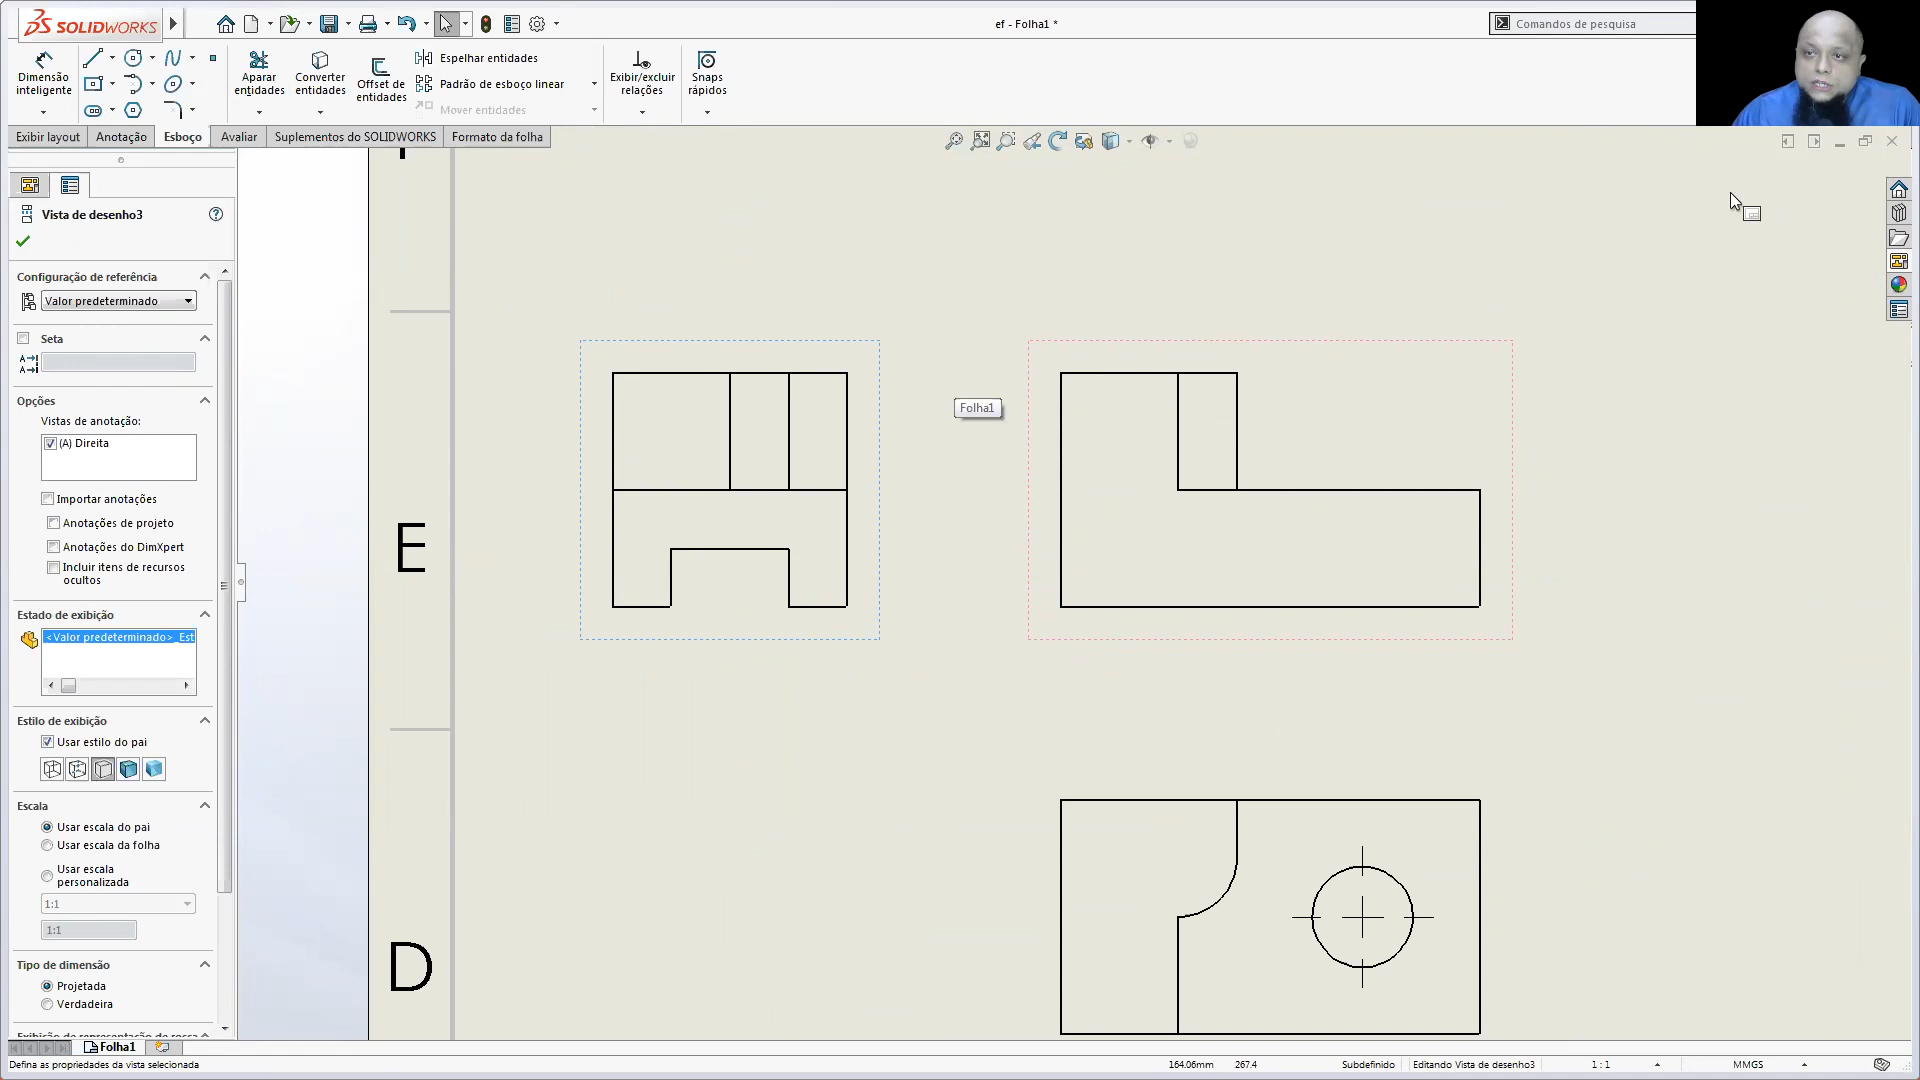 SOLIDWORKS
ef - Folha1 *
Comandos de pesquisa
Dimensão
inteligente
Aparar
entidades
Converter
entidades
Offset de
entidades
Espelhar entidades
Padrão de esboço linear
Mover entidades
Exibir/excluir
relações
Snaps
rápidos
Exibir layout
Anotação
Esboço
Avaliar
Suplementos do SOLIDWORKS
Formato da folha
Vista de desenho3
Configuração de referência
Valor predeterminado
Seta
Opções
Vistas de anotação:
(A) Direita
Importar anotações
Anotações de projeto
Anotações do DimXpert
Incluir itens de recursos
ocultos
Estado de exibição
<Valor predeterminado>_Est
Estilo de exibição
Usar estilo do pai
Escala
Usar escala do pai
Usar escala da folha
Usar escala
personalizada
1:1
1:1
Tipo de dimensão
Projetada
Verdadeira
Folha1
E
D
Folha1
Defina as propriedades da vista selecionada
164.06mm
267.4
Subdefinido
Editando Vista de desenho3
1 : 1
MMGS